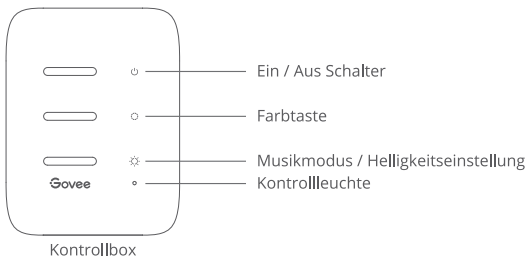 Ein / Aus Schalter
Farbtaste
Musikmodus / Helligkeitseinstellung
Govee
Kontrollleuchte
Kontrollbox